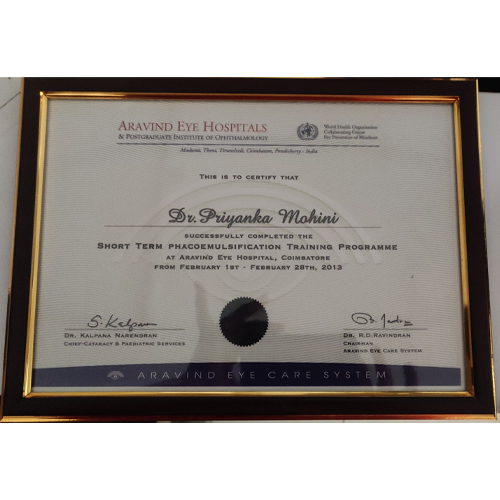 ARAVIND EYE HOSPITALS
& POSTGRADUATE INSTITUTE OF OPHTHALMOLOGY
World Health Organization
Collaborating Centre
For Prevention of Blindness
Madurai, Theni, Tirunelveli, Coimbatore, Pondicherry - India
THIS IS TO CERTIFY THAT
Dr. Priyanka Mohini
SUCCESSFULLY COMPLETED THE
SHORT TERM PHACOEMULSIFICATION TRAINING PROGRAMME
AT ARAVIND EYE HOSPITAL, COIMBATORE
FROM FEBRUARY 1ST - FEBRUARY 28TH, 2013
S. Kalpana
DR. KALPANA NARENDRAN
CHIEF-CATARACT & PAEDIATRIC SERVICES
DR. R.D.RAVINDRAN
CHAIRMAN
ARAVIND EYE CARE SYSTEM
ARAVIND EYE CARE SYSTEM